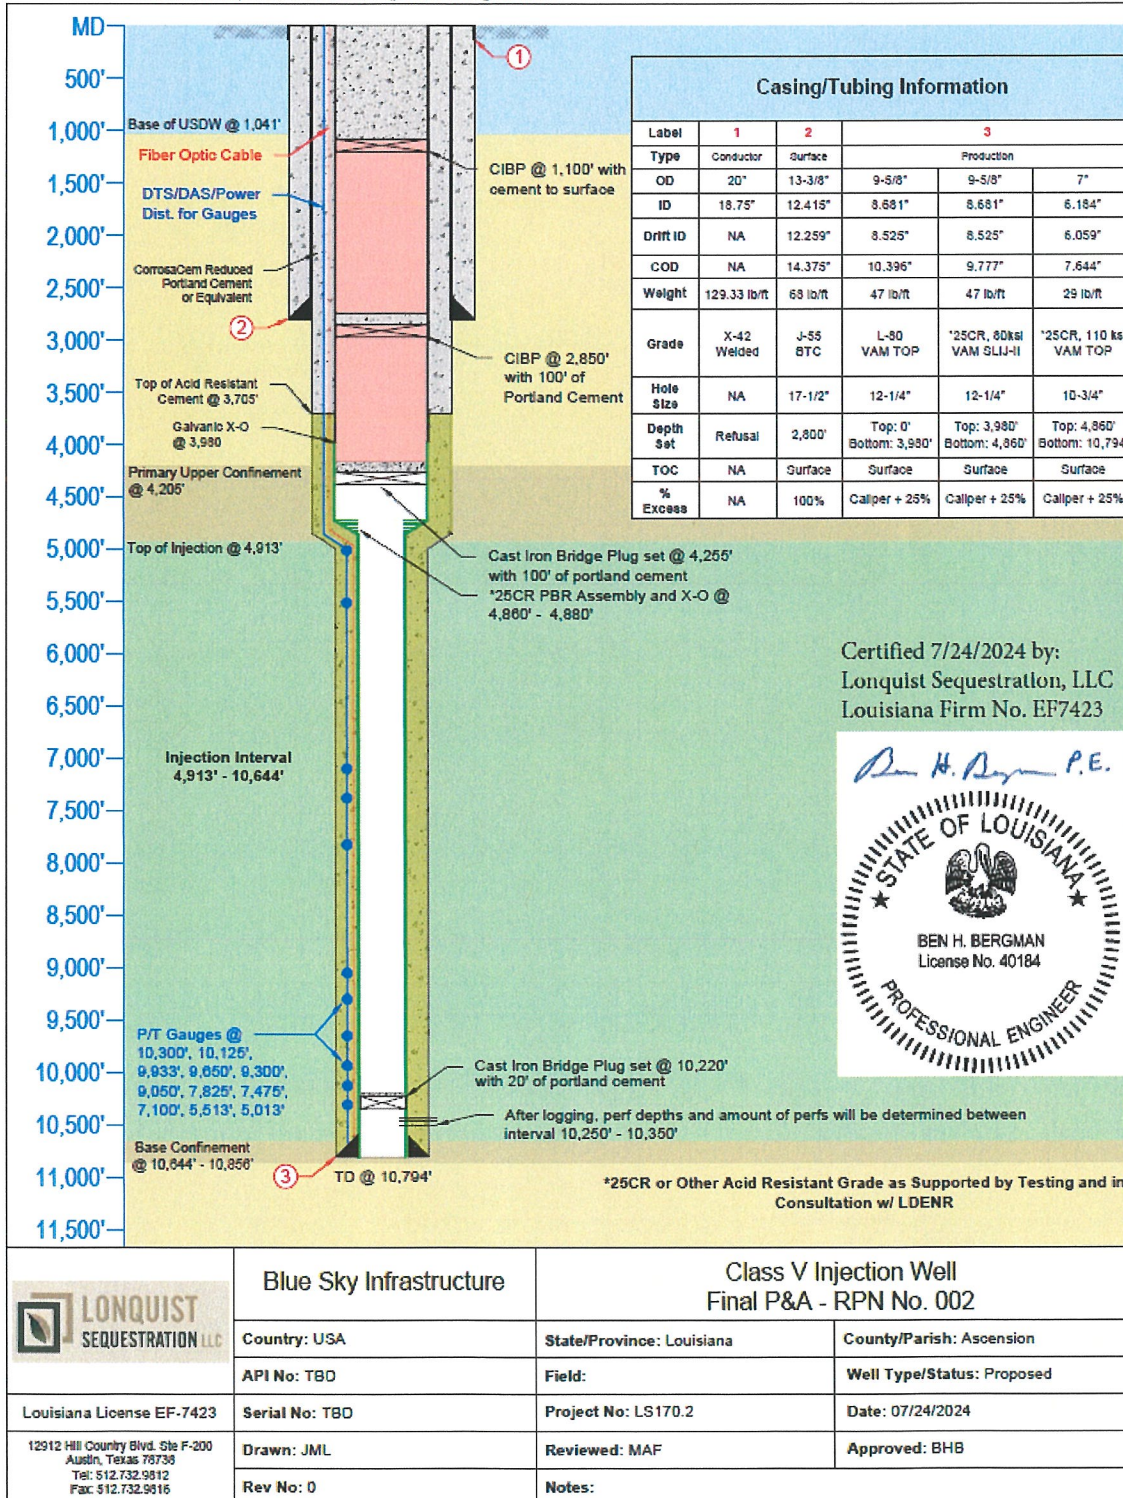 MD
500'
1,000'
1,500'
2,000'
2,500'
3,000'
3,500'
4,000'
4,500'
5,000'
5,500'
6,000'
6,500'
7,000'
7,500'
8,000'
8,500'
9,000'
9,500'
10,000'
10,500'
11,000'
11,500'
1
Base of USDW @ 1,041'
Fiber Optic Cable
DTS/DAS/Power
Dist. for Gauges
CorrosaCem Reduced
Portland Cement
or Equivalent
2
Top of Acid Resistant
Cement @ 3,705'
Galvanic X-O
@ 3,980
Primary Upper Confinement
@ 4,205'
Top of Injection @ 4,913'
Injection Interval
4,913' - 10,644'
P/T Gauges @
10,300', 10,125',
9,933', 9,650', 9,300',
9,050', 7,825', 7,475',
7,100', 5,513', 5,013'
Base Confinement
@ 10,644' - 10,856'
3
TD @ 10,794'
CIBP @ 1,100' with
cement to surface
CIBP @ 2,850'
with 100' of
Portland Cement
Cast Iron Bridge Plug set @ 4,255'
with 100' of portland cement
*25CR PBR Assembly and X-O @
4,860' - 4,880'
Cast Iron Bridge Plug set @ 10,220'
with 20' of portland cement
After logging, perf depths and amount of perfs will be determined between
interval 10,250' - 10,350'
*25CR or Other Acid Resistant Grade as Supported by Testing and in
Consultation w/ LDENR
Casing/Tubing Information
Label 1 2 3
Type Conductor Surface Production
OD 20" 13-3/8" 9-5/8" 9-5/8" 7"
ID 18.75" 12.415" 8.681" 8.681" 6.184"
Drift ID NA 12.259" 8.525" 8.525" 6.059"
COD NA 14.375" 10.396" 9.777" 7.644"
Weight 129.33 lb/ft 68 lb/ft 47 lb/ft 47 lb/ft 29 lb/ft
Grade X-42 Welded J-55 BTC L-80 VAM TOP *25CR, 80ksi VAM SLIJ-II *25CR, 110 ks VAM TOP
Hole Size NA 17-1/2" 12-1/4" 12-1/4" 10-3/4"
Depth Set Refusal 2,800' Top: 0' Bottom: 3,980' Top: 3,980' Bottom: 4,860' Top: 4,860' Bottom: 10,794
TOC NA Surface Surface Surface Surface
% Excess NA 100% Caliper + 25% Caliper + 25% Caliper + 25%
Certified 7/24/2024 by:
Lonquist Sequestration, LLC
Louisiana Firm No. EF7423
Ben H. Bergman P.E.
STATE OF LOUISIANA
BEN H. BERGMAN
License No. 40184
PROFESSIONAL ENGINEER
LONQUIST
SEQUESTRATION LLC
Louisiana License EF-7423
12912 Hill Country Blvd. Ste F-200
Austin, Texas 78738
Tel: 512.732.9812
Fax: 512.732.9816
Blue Sky Infrastructure
Class V Injection Well
Final P&A - RPN No. 002
Country: USA
State/Province: Louisiana
County/Parish: Ascension
API No: TBD
Field:
Well Type/Status: Proposed
Serial No: TBD
Project No: LS170.2
Date: 07/24/2024
Drawn: JML
Reviewed: MAF
Approved: BHB
Rev No: 0
Notes: